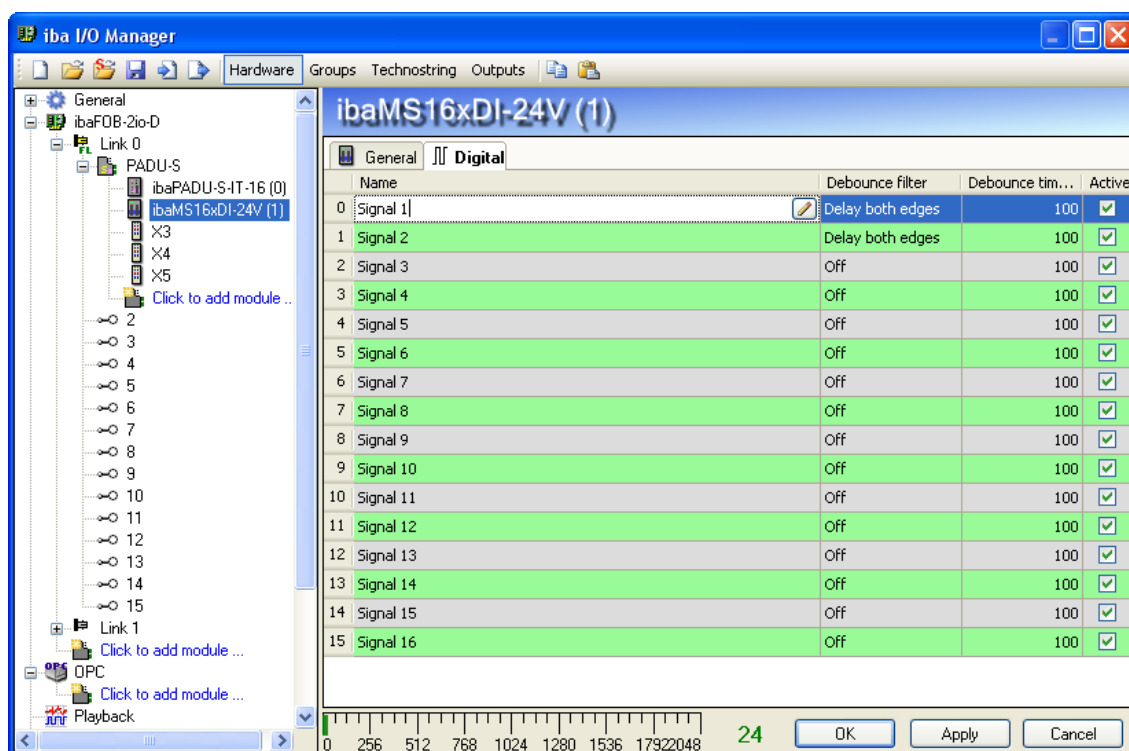 iba I/O Manager
Hardware Groups Technostring Outputs
General
ibaFOB-2io-D
Link 0
PADU-S
ibaPADU-S-IT-16 (0)
ibaMS16xDI-24V (1)
X3
X4
X5
Click to add module ..
2
3
4
5
6
7
8
9
10
11
12
13
14
15
Link 1
Click to add module ...
OPC
Click to add module ...
Playback
ibaMS16xDI-24V (1)
General Digital
Name Debounce filter Debounce tim... Active
0 Signal 1 Delay both edges 100
1 Signal 2 Delay both edges 100
2 Signal 3 Off 100
3 Signal 4 Off 100
4 Signal 5 Off 100
5 Signal 6 Off 100
6 Signal 7 Off 100
7 Signal 8 Off 100
8 Signal 9 Off 100
9 Signal 10 Off 100
10 Signal 11 Off 100
11 Signal 12 Off 100
12 Signal 13 Off 100
13 Signal 14 Off 100
14 Signal 15 Off 100
15 Signal 16 Off 100
0 256 512 768 1024 1280 1536 1792 2048
24 OK Apply Cancel